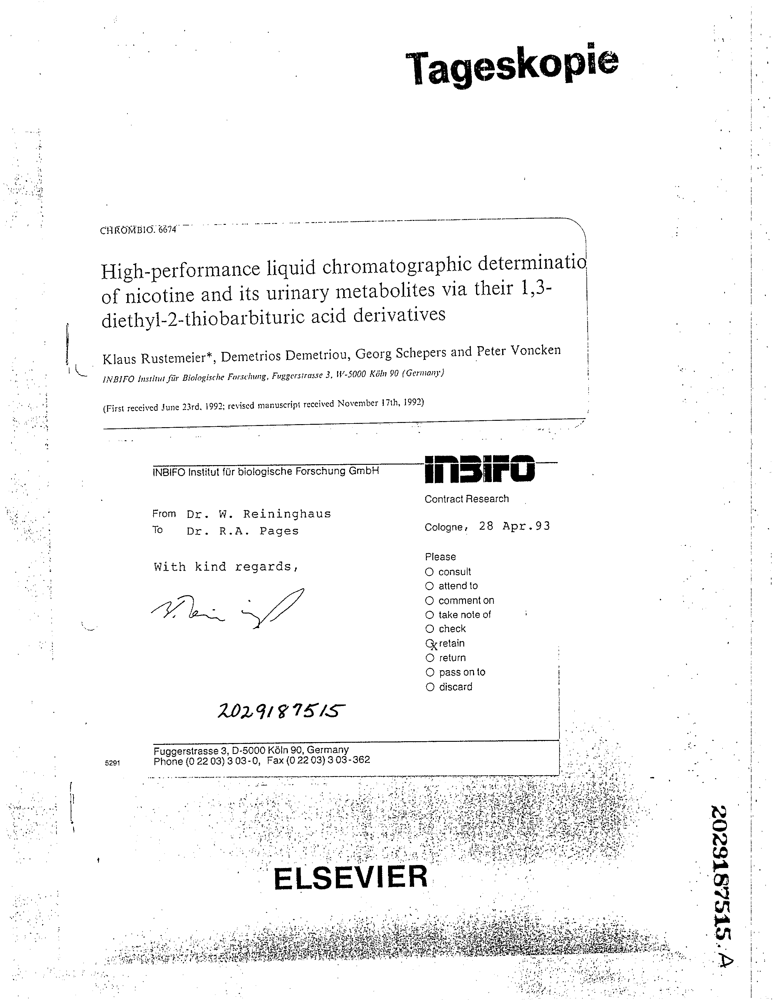 Tageskopie
CHROMBIO. 6674
High-performance liquid chromatographic determinatio
of nicotine and its urinary metabolites via their 1,3-
diethyl-2-thiobarbituric acid derivatives
Klaus Rustemeier*, Demetrios Demetriou, Georg Schepers and Peter Voncken
INBIFO Institut für Biologische Forschung, Fuggerstrasse 3, W-5000 Köln 90 (Germany)
(First received June 23rd, 1992; revised manuscript received November 17th, 1992)
INBIFO Institut für biologische Forschung GmbH
INBIFO
Contract Research
From Dr. W. Reininghaus
To Dr. R.A. Pages
Cologne, 28 Apr.93
With kind regards,
Please
consult
attend to
comment on
take note of
check
x retain
return
pass on to
discard
2029187515
Fuggerstrasse 3, D-5000 Köln 90, Germany
Phone (0 22 03) 3 03-0, Fax (0 22 03) 3 03-362
5291
ELSEVIER
2029187515.A